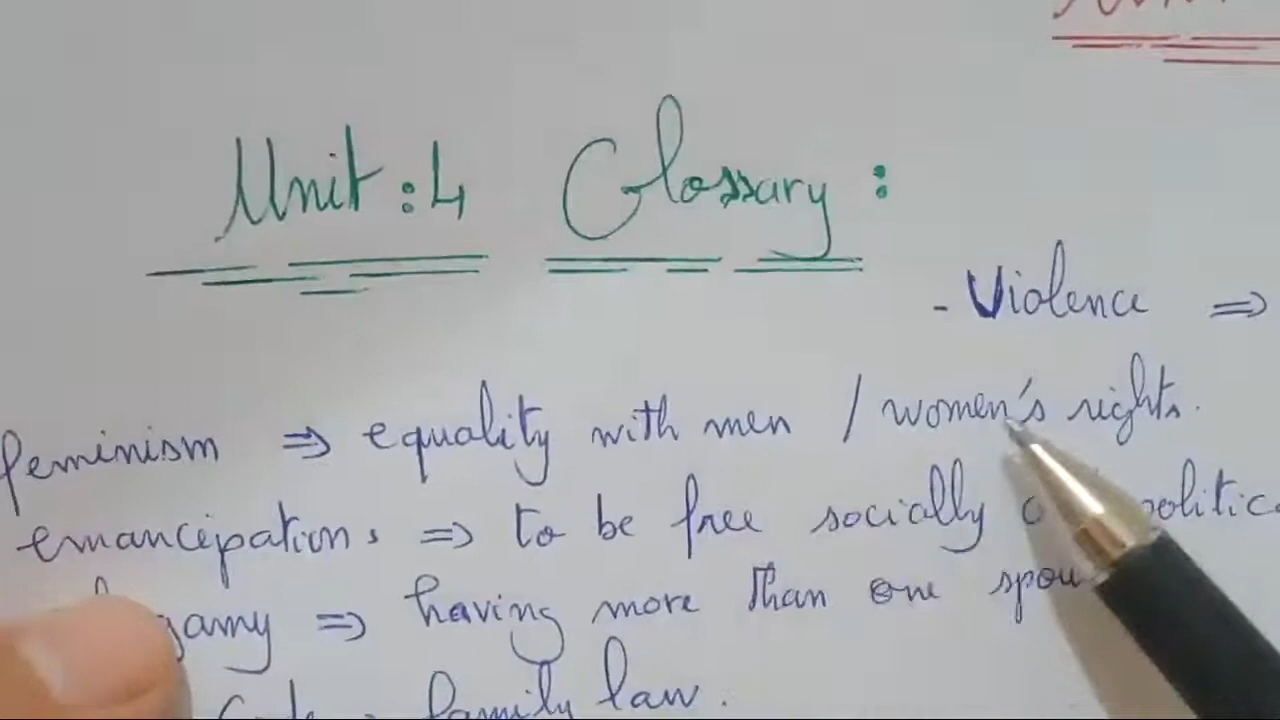 Unit : 4 Glossary :
- Violence ⇒
feminism ⇒ equality with men / women's rights.
emancipation ⇒ to be free socially
⇒ having more than one
family law.